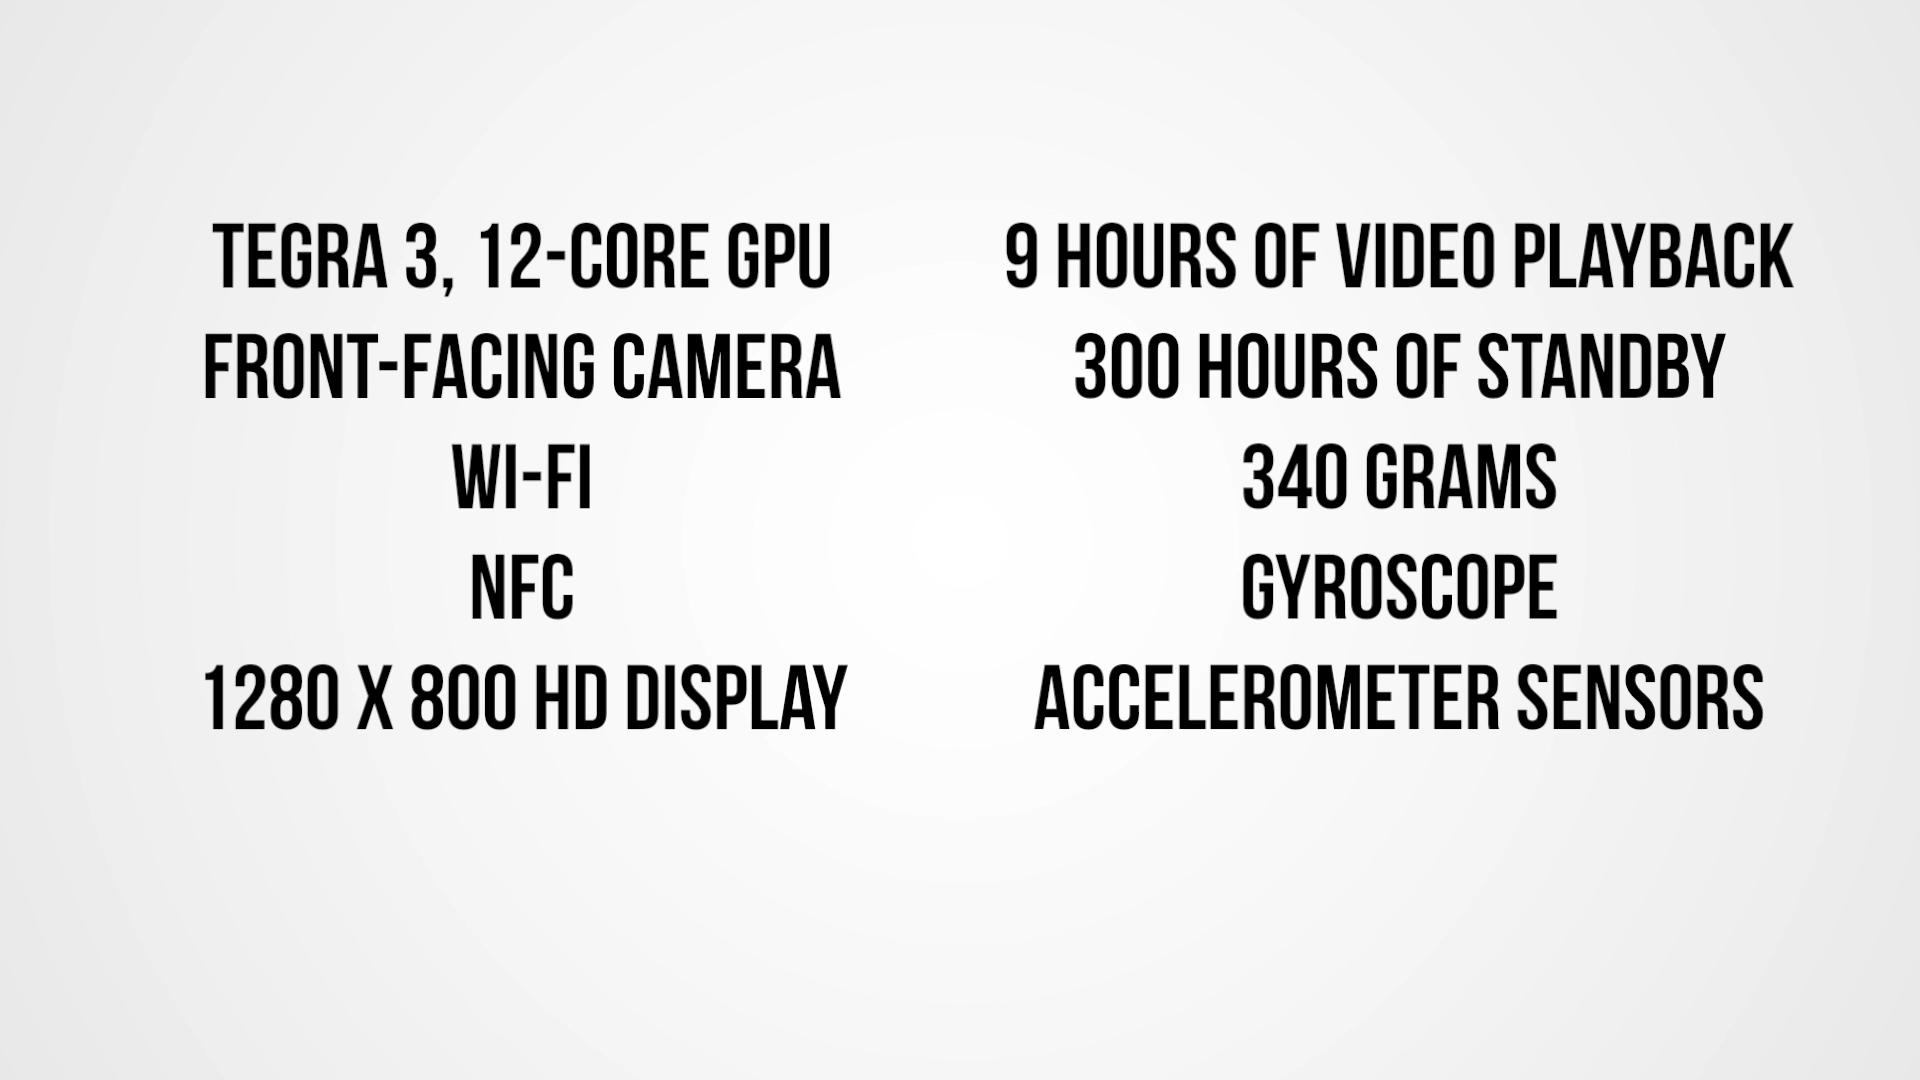 TEGRA 3, 12-CORE GPU
FRONT-FACING CAMERA
WI-FI
NFC
1280 X 800 HD DISPLAY
9 HOURS OF VIDEO PLAYBACK
300 HOURS OF STANDBY
340 GRAMS
GYROSCOPE
ACCELEROMETER SENSORS